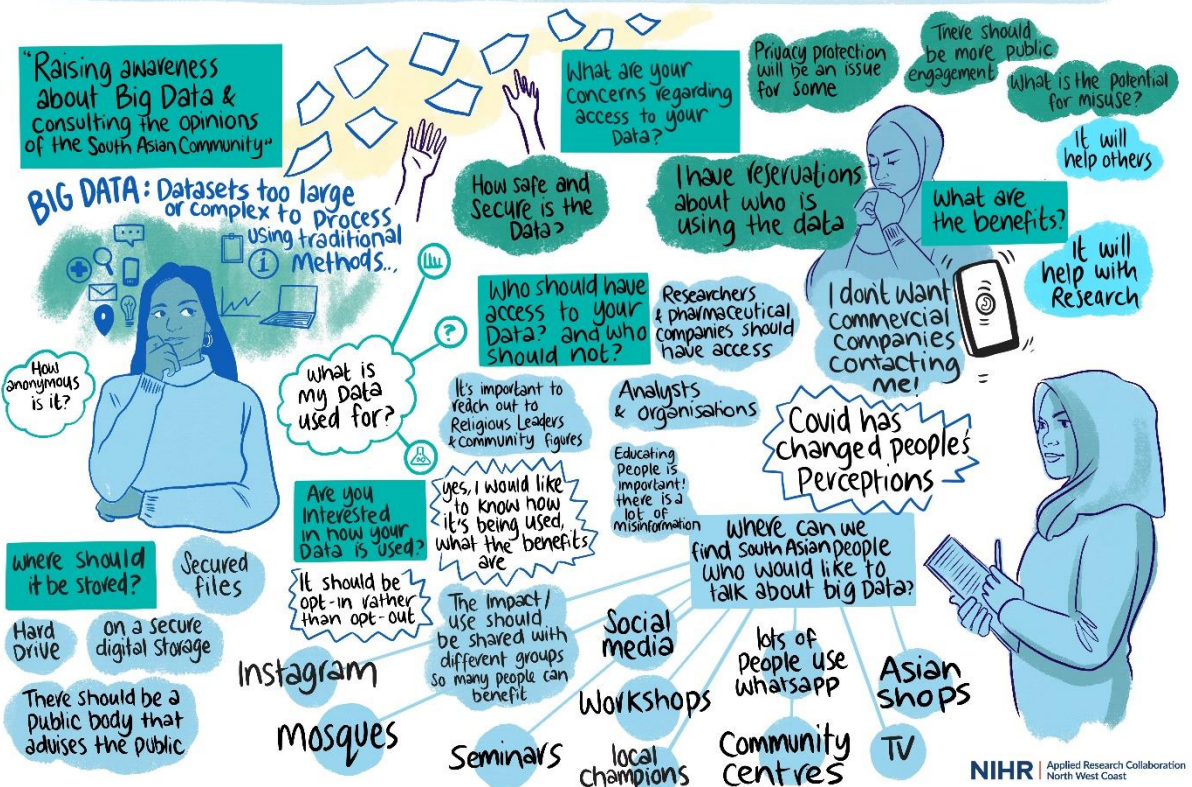 "Raising awareness
about Big Data &
consulting the opinions
of the South Asian Community"
BIG DATA: Datasets too large
or complex to process
using traditional
Methods...
What are your
concerns regarding
access to your
Data?
Privacy protection
will be an issue
for some
There should
be more public
engagement
What is the potential
for misuse?
How safe and
secure is the
Data?
I have reservations
about who is
using the data
What are
the benefits?
It will
help others
It will
help with
Research
How
anonymous
is it?
What is
my Data
used for?
?
i
Who should have
access to your
Data? and who
should not?
Researchers
& pharmaceutical
companies should
have access
I don't want
commercial
companies
contacting
me!
It's important to
reach out to
Religious Leaders
& community figures
Analysts
& organisations
Educating
People is
important!
there is a
lot of
misinformation
Covid has
changed people's
Perceptions
Are you
Interested
in how your
Data is used?
yes, I would like
to know how
it's being used,
what the benefits
are
It should be
opt-in rather
than opt-out
The Impact/
use should
be shared with
different groups
so many people can
benefit
Where should
it be stored?
Secured
files
Hard
Drive
on a secure
digital storage
There should be a
Public body that
advises the public
Where can we
find South Asian people
who would like to
talk about big Data?
Instagram
Mosques
Seminars
Social
media
Workshops
local
champions
lots of
People use
whatsapp
Community
centres
Asian
shops
TV
NIHR | Applied Research Collaboration
North West Coast